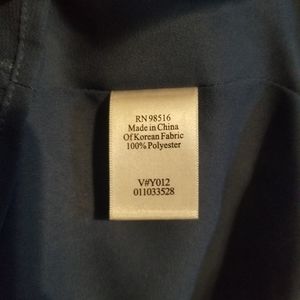 RN 98516
Made in China
Of Korean Fabric
100% Polyester
V#Y012
011033528